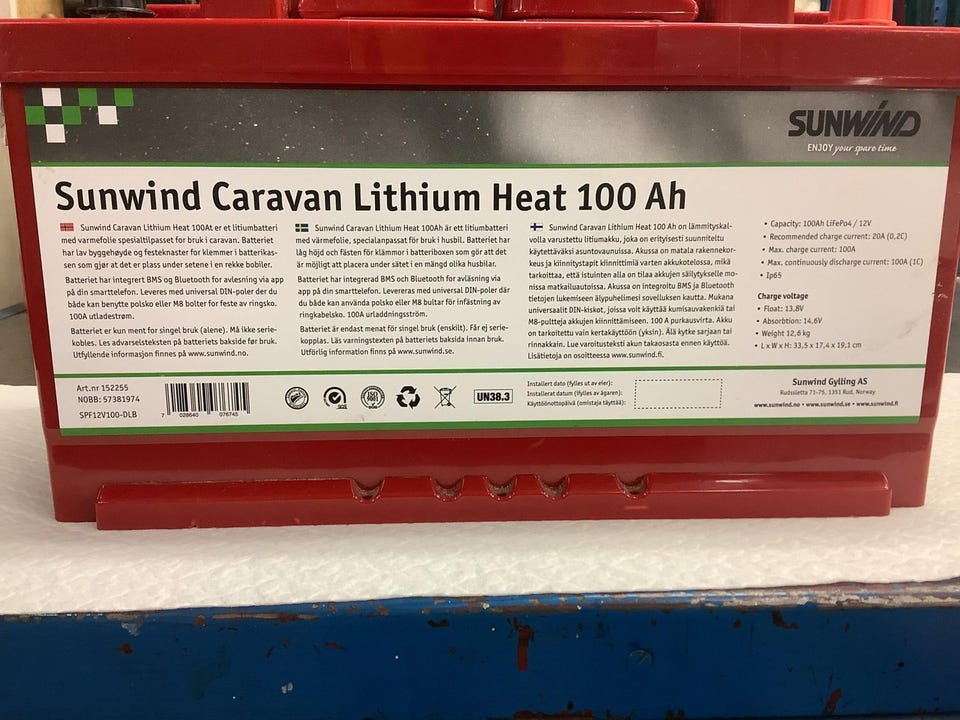 SUNWIND
ENJOY your spare time
Sunwind Caravan Lithium Heat 100 Ah
Sunwind Caravan Lithium Heat 100At er et litiumbatteri
med varmefolie spesialtilpasset for bruk i caravan. Batteriet
har lav byggehøyde og festeknaster for klemmer i batterikas-
sen som gjør at det er plass under setene i en rekke bobiler.
Batteriet har integrert BMS og Bluetooth for avlesning via app
på din smarttelefon. Leveres med universal DIN-poler der du
både kan benytte polsko eller M8 bolter for feste av ringsko.
100A utladestrøm.
Batteriet er kun ment for singel bruk (alene). Må ikke serie-
kobles. Les advarselsteksten på batteriets bakside før bruk.
Utfyllende informasjon finnes på www.sunwind.no.
Sunwind Caravan Lithium Heat 100Ah är ett litiumbatteri
med värmefolie, specialanpassat för bruk i husbil. Batteriet har
låg höjd och fästen för klämmor i batteriboxen som gör att det
är möjligt att placera under sätet i en mängd olika husbilar.
Batteriet har integrerad BMS och Bluetooth för avläsning via
app på din smarttelefon. Levereras med universal DIN-poler där
du både kan använda polsko eller M8 bultar för infästning av
ringkabelsko. 100A urladdningsström.
Batteriet är endast menat för singel bruk (enskilt). Får ej serie-
kopplas. Läs varningstexten på batteriets baksida innan bruk.
Utförlig information finns på www.sunwind.se.
Sunwind Caravan Lithium Heat 100 Ah on lämmityskal-
volla varustettu litiumakku, joka on erityisesti suunniteltu
käytettäväksi asuntovaunuissa. Akussa on matala rakennekor-
keus ja kiinnitystapit kiinnittimiä varten akkukotelossa, mikä
tarkoittaa, että istuinten alla on tilaa akkujen säilytykselle mo-
nissa matkailuautoissa. Akussa on integroitu BMS ja Bluetooth
tietojen lukemiseen älypuhelimesi sovelluksen kautta. Mukana
universaalit DIN-kiskot, joissa voit käyttää kumisauvakenkiä tai
M8-pultteja akkujen kiinnittämiseen. 100 A purkausvirta. Akku
on tarkoitettu vain kertakäyttöön (yksin). Älä kytke sarjaan tai
rinnakkain. Lue varoitusteksti akun takaosasta ennen käyttöä.
Lisätietoja on osoitteessa www.sunwind.fi.
• Capacity: 100Ah LiFePo4 / 12V
• Recommended charge current: 20A (0,2C)
• Max. charge current: 100A
• Max. continuously discharge current: 100A (1C)
• Ip65
Charge voltage
• Float: 13,8V
• Absorbtion: 14,6V
• Weight 12,6 kg
• L x W x H: 33,5 x 17,4 x 19,1 cm
Art.nr 152255
NOBB: 57381974
SPF12V100-DLB
7 028640 076745
SGS
UN38.3
Installert dato (fylles ut av eier):
Installerat datum (ifylles av ägaren):
Käyttöönottopäivä (omistaja täyttää):
Sunwind Gylling AS
Rudssletta 71-75, 1351 Rud, Norway
www.sunwind.no • www.sunwind.se • www.sunwind.fi